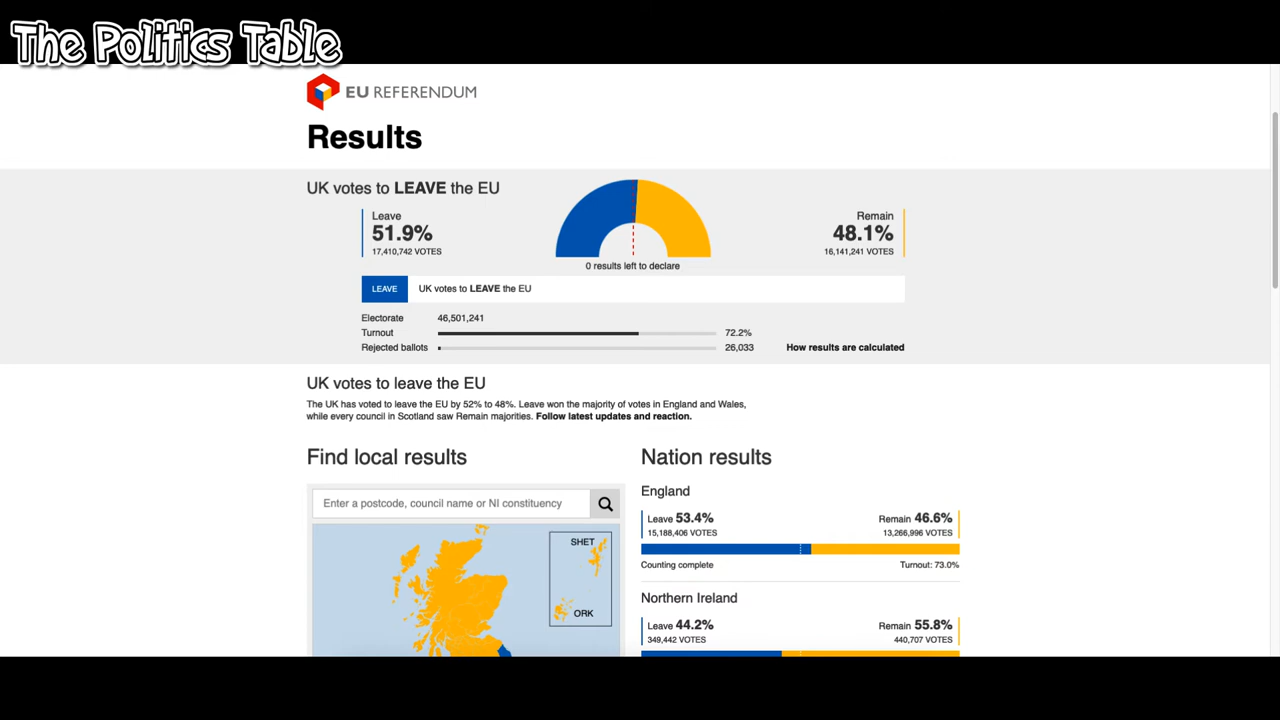 The Politics Table
EU REFERENDUM
Results
UK votes to LEAVE the EU
Leave
51.9%
17,410,742 VOTES
Remain
48.1%
16,141,241 VOTES
0 results left to declare
LEAVE UK votes to LEAVE the EU
Electorate 46,501,241
Turnout 72.2%
Rejected ballots 26,033 How results are calculated
UK votes to leave the EU
The UK has voted to leave the EU by 52% to 48%. Leave won the majority of votes in England and Wales,
while every council in Scotland saw Remain majorities. Follow latest updates and reaction.
Find local results
Enter a postcode, council name or NI constituency
SHET
ORK
Nation results
England
Leave 53.4% Remain 46.6%
15,188,406 VOTES 13,266,996 VOTES
Counting complete Turnout: 73.0%
Northern Ireland
Leave 44.2% Remain 55.8%
349,442 VOTES 440,707 VOTES